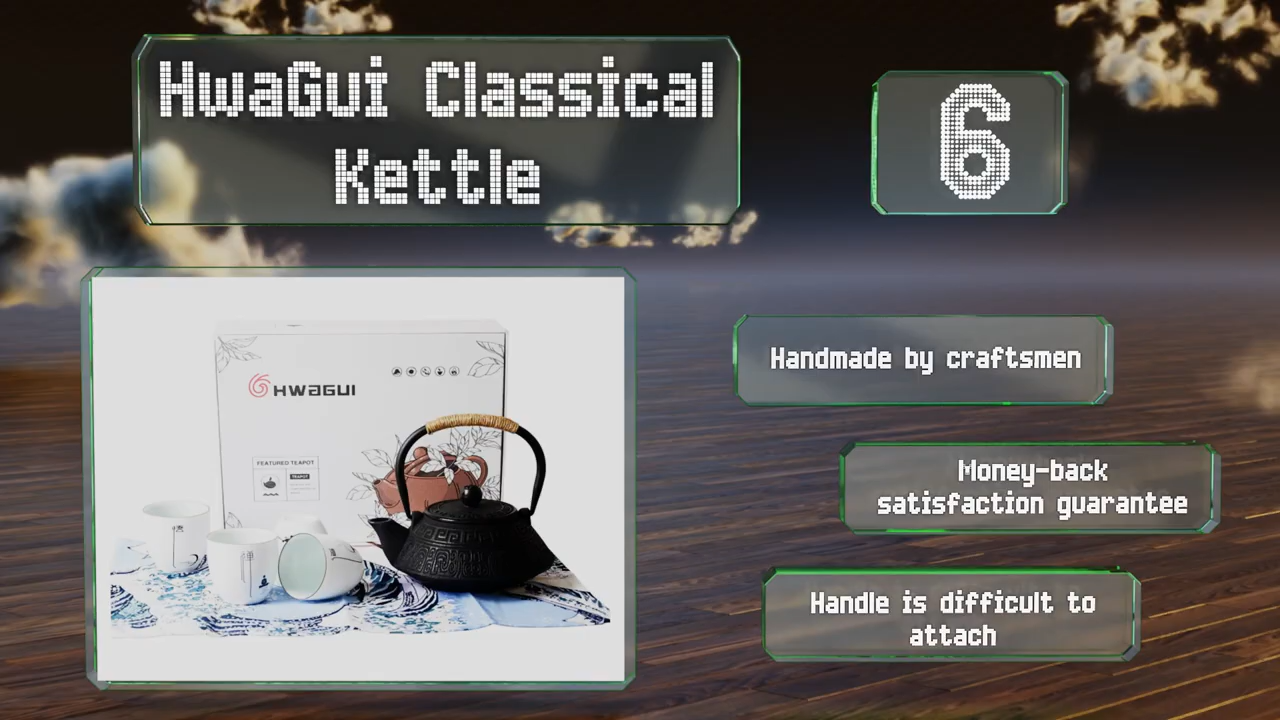 HwaGui Classical
Kettle
6
HWAGUI
FEATURED TEAPOT
TEAPOT
Handmade by craftsmen
Money-back
satisfaction guarantee
Handle is difficult to
attach